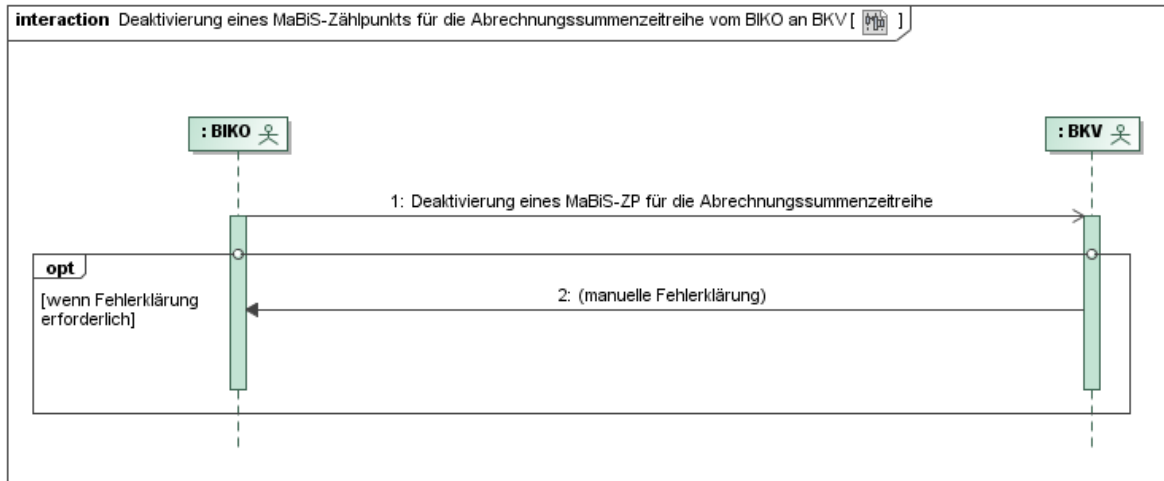 interaction Deaktivierung eines MaBiS-Zählpunkts für die Abrechnungssummenzeitreihe vom BIKO an BKV [ ]
: BIKO
: BKV
1: Deaktivierung eines MaBiS-ZP für die Abrechnungssummenzeitreihe
opt
[wenn Fehlerklärung
erforderlich]
2: (manuelle Fehlerklärung)